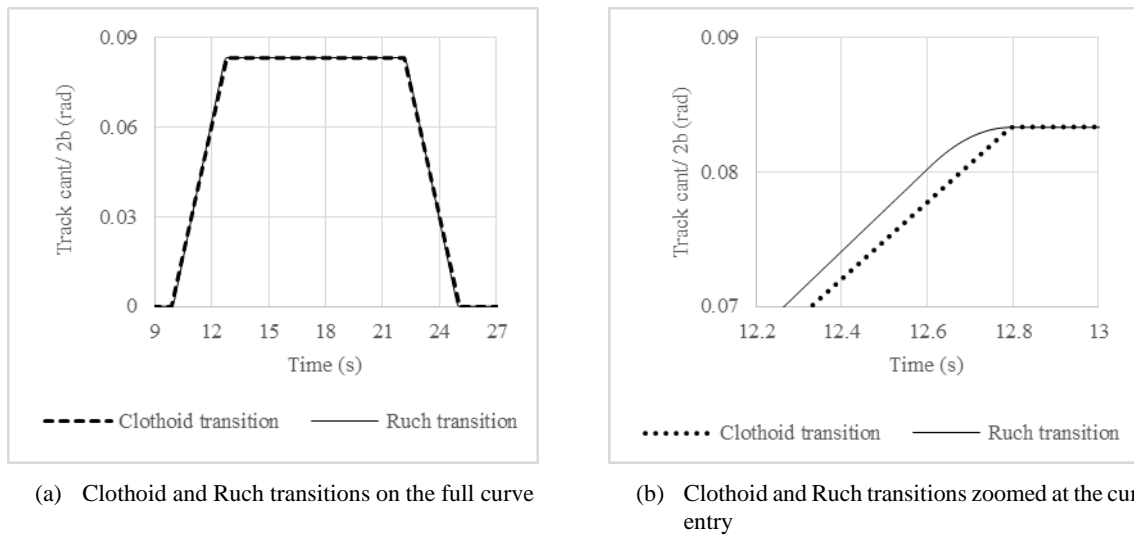 0.09
0.06
0.03
0
Track cant/ 2b (rad)
9 12 15 18 21 24 27
Time (s)
Clothoid transition Ruch transition
(a) Clothoid and Ruch transitions on the full curve
0.09
0.08
0.07
Track cant/ 2b (rad)
12.2 12.4 12.6 12.8 13
Time (s)
Clothoid transition Ruch transition
(b) Clothoid and Ruch transitions zoomed at the
entry